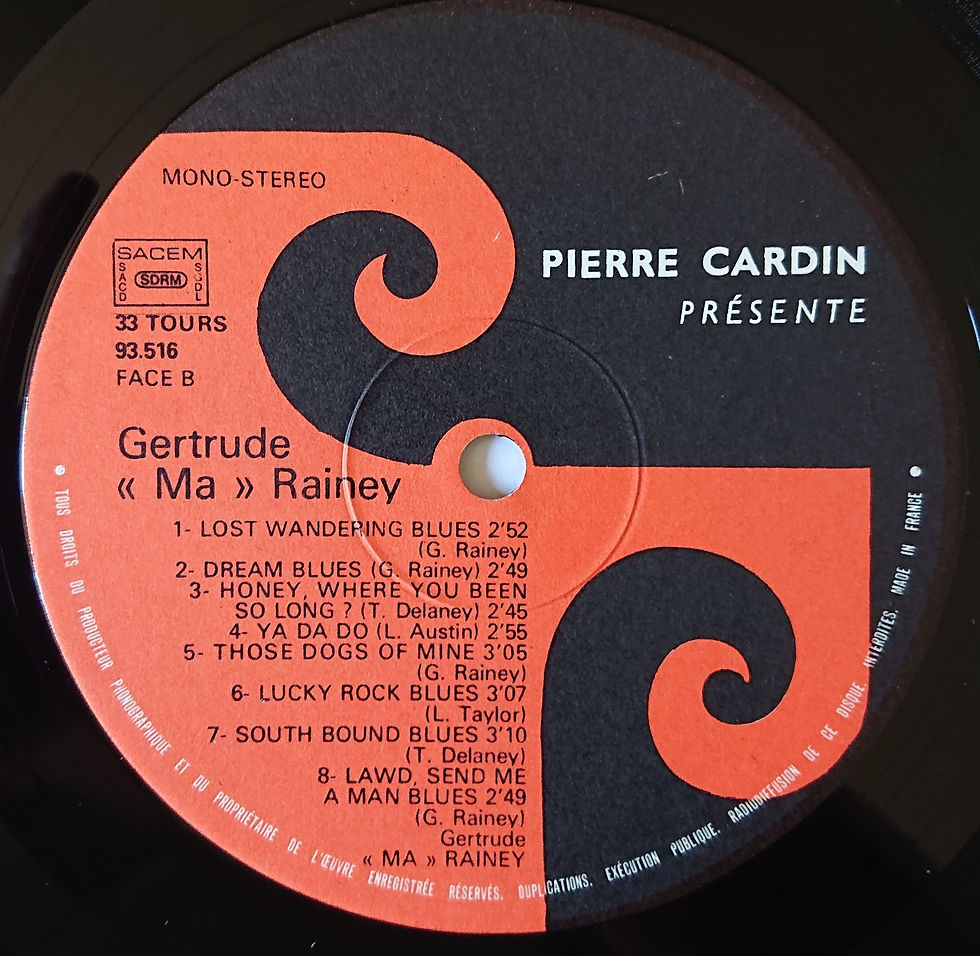 MONO-STEREO
SACEM
SACD
SDRM
SGDL
33 TOURS
93.516
FACE B
PIERRE CARDIN
PRÉSENTE
Gertrude
« Ma » Rainey
1- LOST WANDERING BLUES 2’52
(G. Rainey)
2- DREAM BLUES (G. Rainey) 2’49
3- HONEY, WHERE YOU BEEN
SO LONG ? (T. Delaney) 2’45
4- YA DA DO (L. Austin) 2’55
5- THOSE DOGS OF MINE 3’05
(G. Rainey)
6- LUCKY ROCK BLUES 3’07
(L. Taylor)
7- SOUTH BOUND BLUES 3’10
(T. Delaney)
8- LAWD, SEND ME
A MAN BLUES 2’49
(G. Rainey)
Gertrude
« MA » RAINEY
• TOUS DROITS DU PRODUCTEUR PHONOGRAPHIQUE ET DU PROPRIETAIRE DE L'ŒUVRE ENREGISTRÉE RÉSERVÉS. DUPLICATIONS. EXÉCUTION PUBLIQUE. RADIUDIFFUSION DE CE DISQUE. INTERDITES. MADE IN FRANCE •